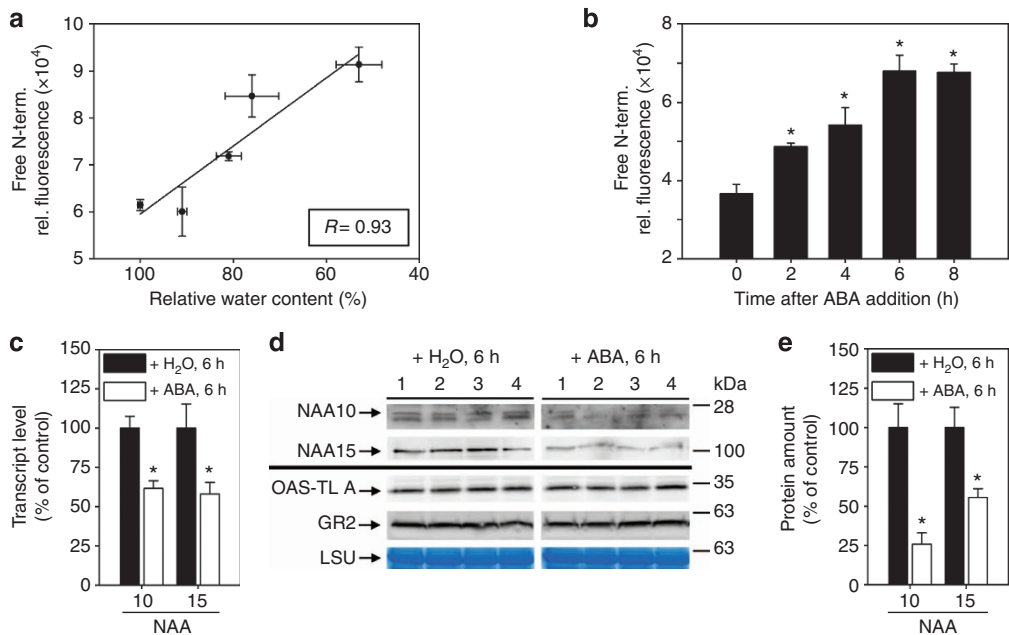 a
Free N-term.
rel. fluorescence (×10⁴)
10
9
8
7
6
5
R= 0.93
100
80
60
40
Relative water content (%)
b
Free N-term.
rel. fluorescence (×10⁴)
8
6
4
2
*
*
*
*
0
2
4
6
8
Time after ABA addition (h)
c
Transcript level
(% of control)
150
125
100
75
50
25
0
+ H₂O, 6 h
+ ABA, 6 h
*
*
10
15
NAA
d
+ H₂O, 6 h
+ ABA, 6 h
1 2 3 4 1 2 3 4 kDa
NAA10
28
NAA15
100
OAS-TL A
35
GR2
63
LSU
63
e
Protein amount
(% of control)
150
125
100
75
50
25
0
+ H₂O, 6 h
+ ABA, 6 h
*
*
10
15
NAA